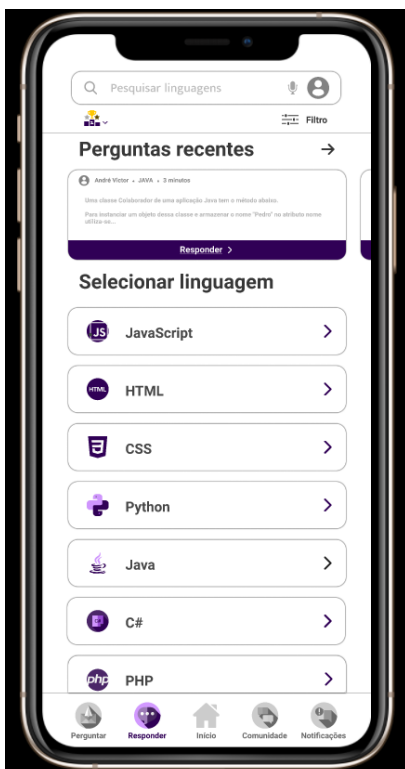 Pesquisar linguagens
Filtro
Perguntas recentes
André Victor • JAVA • 3 minutos
Uma classe Colaborador de uma aplicação Java tem o método abaixo.
Para instanciar um objeto dessa classe e armazenar o nome "Pedro" no atributo nome
utiliza-se...
Responder
Selecionar linguagem
JS JavaScript
HTML HTML
CSS
Python
Java
C# C#
php PHP
Perguntar Responder Início Comunidade Notificações